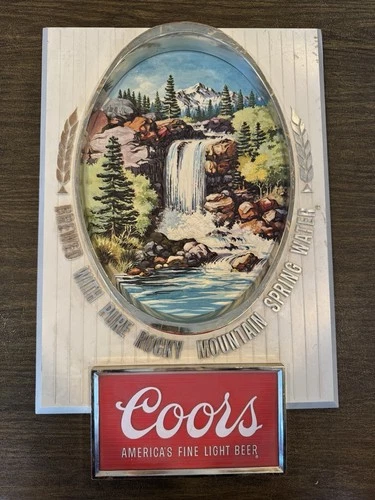 BREWED WITH PURE ROCKY MOUNTAIN SPRING WATER
Coors
AMERICA'S FINE LIGHT BEER